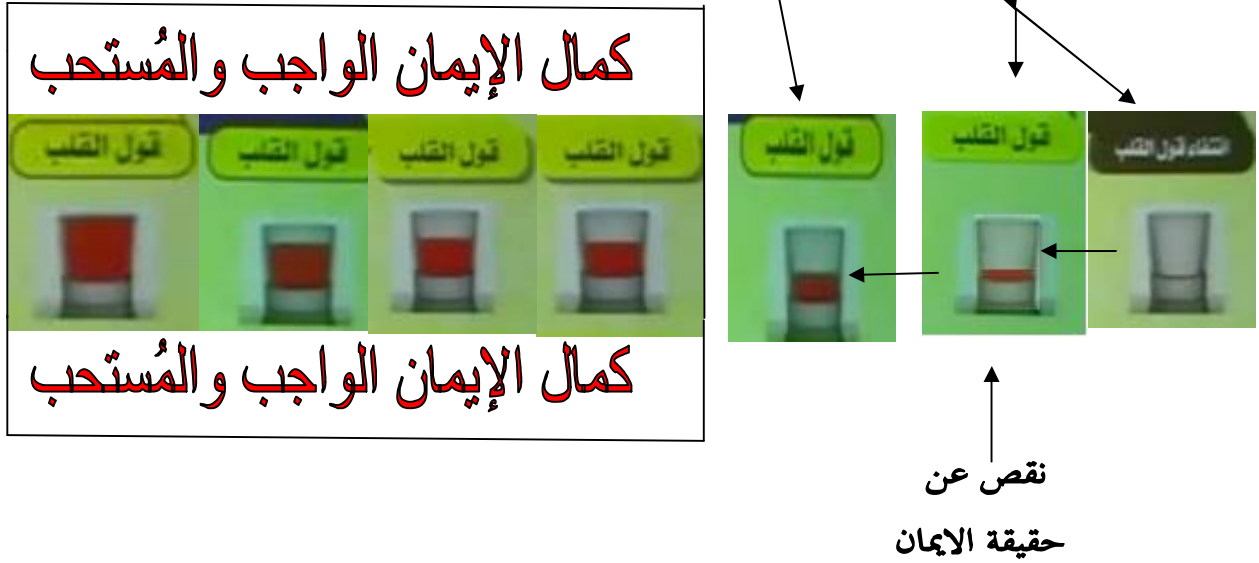 كمال الإيمان الواجب والمُستحب
انتفاء قول القلب
قول القلب
قول القلب
قول القلب
قول القلب
قول القلب
قول القلب
كمال الإيمان الواجب والمُستحب
نقص عن
حقيقة الايمان